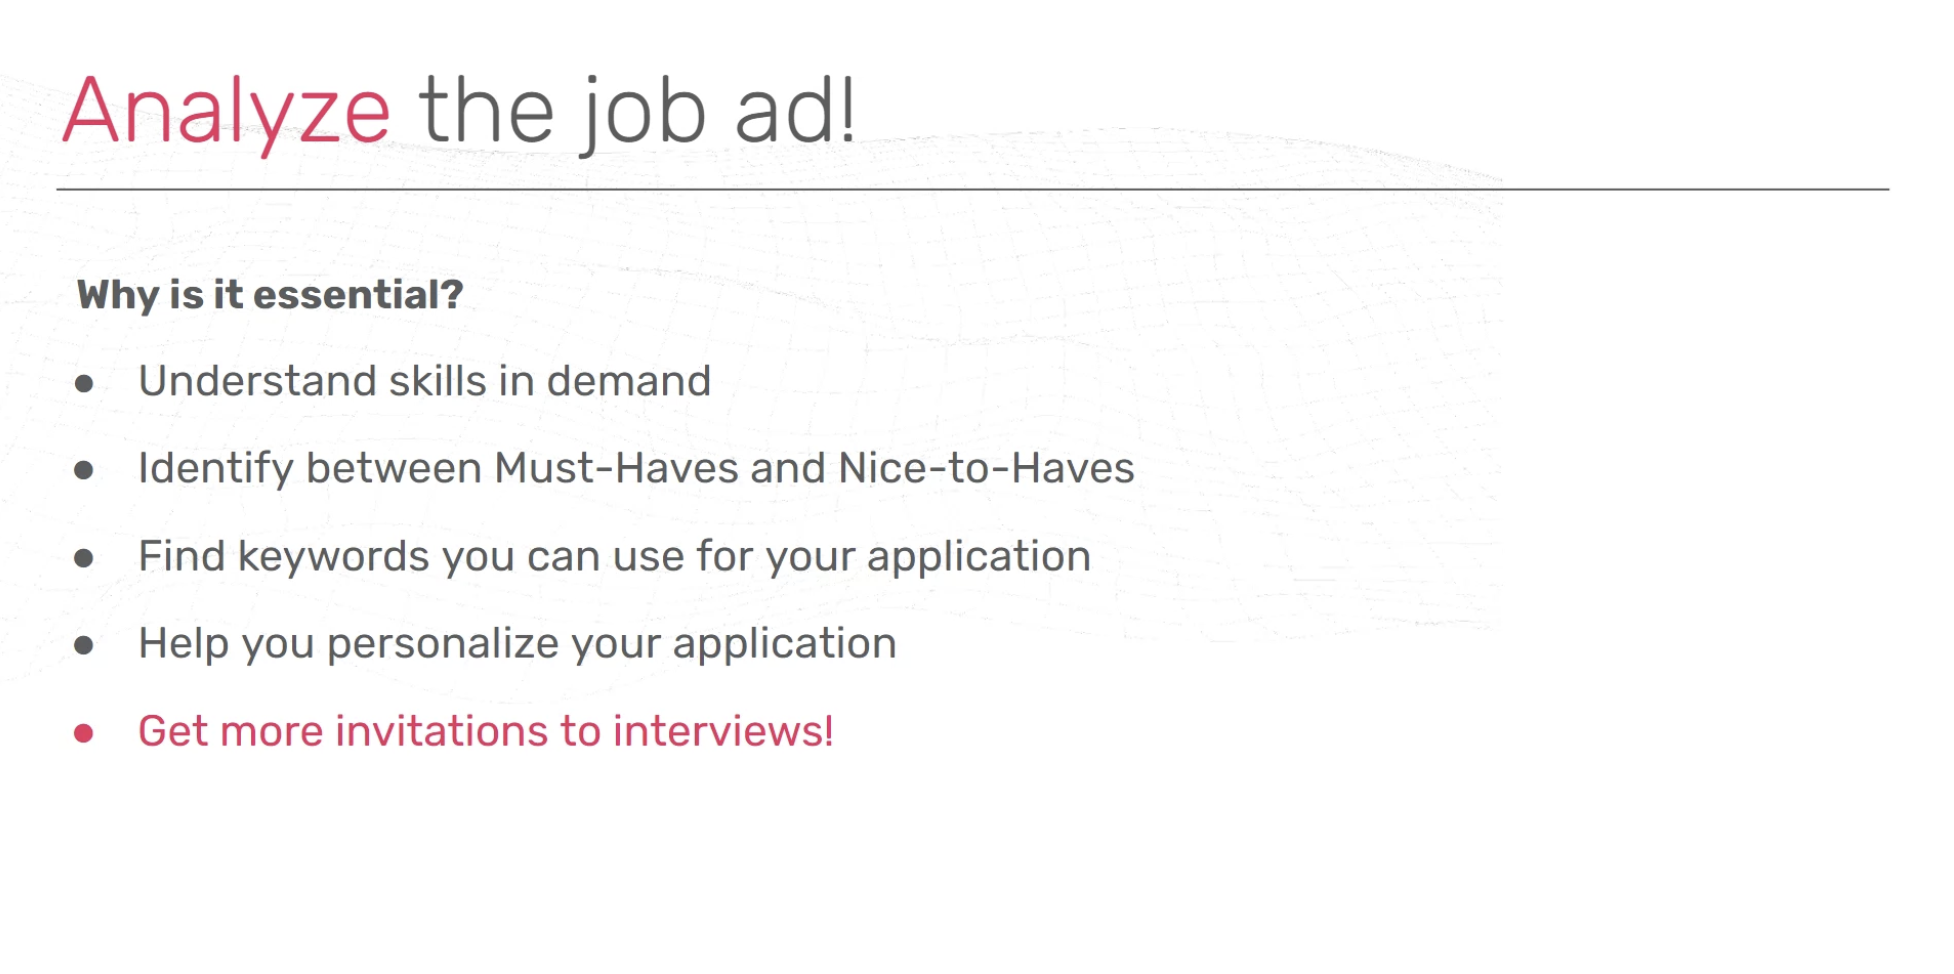 Analyze the job ad!
Why is it essential?
● Understand skills in demand
● Identify between Must-Haves and Nice-to-Haves
● Find keywords you can use for your application
● Help you personalize your application
● Get more invitations to interviews!